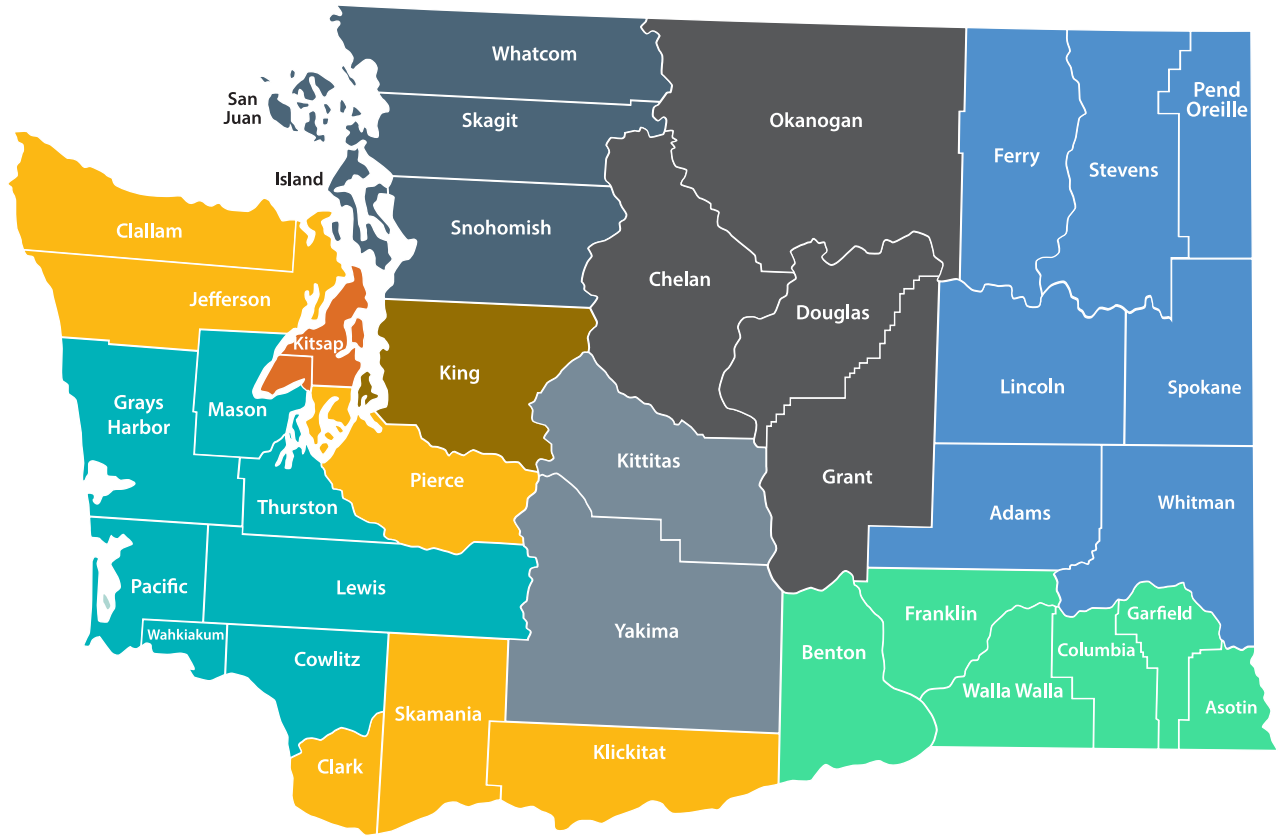 Whatcom
San
Juan
Skagit
Okanogan
Pend
Oreille
Ferry
Stevens
Island
Clallam
Snohomish
Chelan
Jefferson
Douglas
Kitsap
King
Lincoln
Spokane
Grays
Harbor
Mason
Kittitas
Pierce
Grant
Thurston
Adams
Whitman
Pacific
Lewis
Franklin
Garfield
Wahkiakum
Yakima
Columbia
Cowlitz
Benton
Walla Walla
Asotin
Skamania
Klickitat
Clark